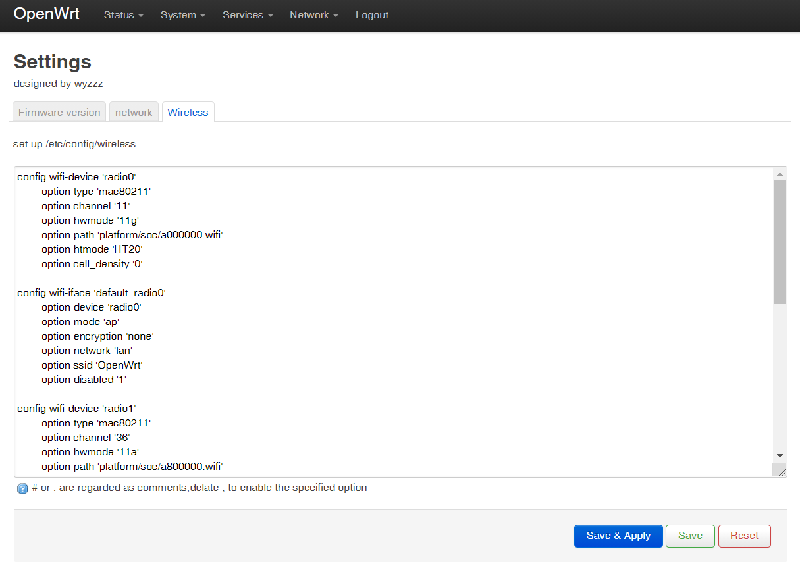 OpenWrt
Status System Services Network Logout
Settings
designed by wyzzz
Firmware version network Wireless
set up /etc/config/wireless
config wifi-device 'radio0'
option type 'mac80211'
option channel '11'
option hwmode '11g'
option path 'platform/soc/a000000.wifi'
option htmode 'HT20'
option cell_density '0'
config wifi-iface 'default_radio0'
option device 'radio0'
option mode 'ap'
option encryption 'none'
option network 'lan'
option ssid 'OpenWrt'
option disabled '1'
config wifi-device 'radio1'
option type 'mac80211'
option channel '36'
option hwmode '11a'
option path 'platform/soc/a800000.wifi'
# or ; are regarded as comments;delate ; to enable the specified option
Save & Apply Save Reset